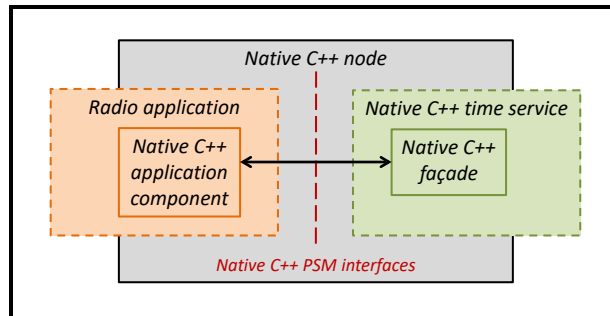 Native C++ node
Radio application
Native C++ time service
Native C++
application
component
Native C++
façade
Native C++ PSM interfaces